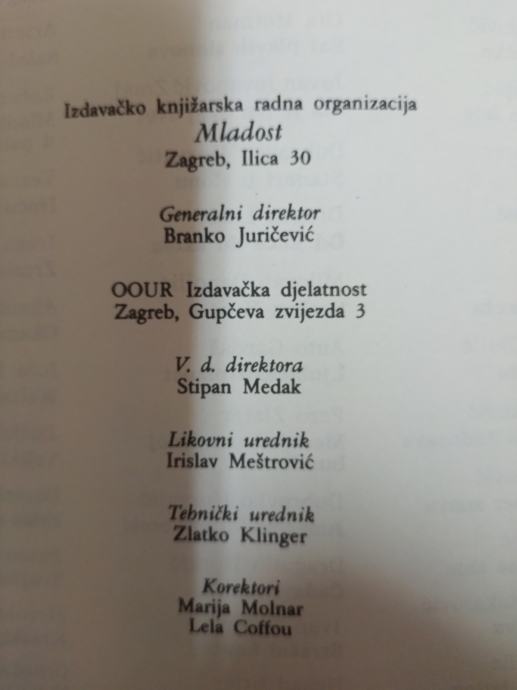 Izdavačko knjižarska radna organizacija
Mladost
Zagreb, Ilica 30
Generalni direktor
Branko Juričević
OOUR Izdavačka djelatnost
Zagreb, Gupčeva zvijezda 3
V. d. direktora
Stipan Medak
Likovni urednik
Irislav Meštrović
Tehnički urednik
Zlatko Klinger
Korektori
Marija Molnar
Lela Coffou